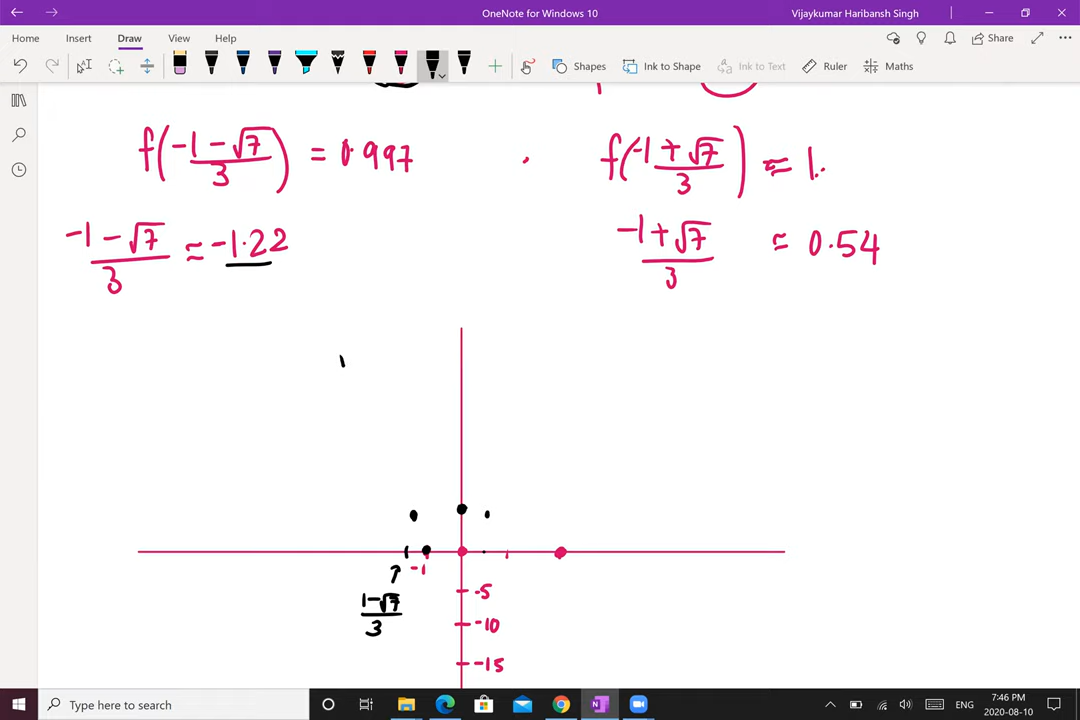 OneNote for Windows 10
Vijaykumar Haribansh Singh
Home Insert Draw View Help
Share
Shapes Ink to Shape Ink to Text Ruler Maths
f(-1-√7/3) = 0.997
f(-1+√7/3) ≈ 1.
-1-√7/3 ≈ -1.22
-1+√7/3 ≈ 0.54
-1
1-√7/3
-5
-10
-15
Type here to search
ENG
7:46 PM
2020-08-10